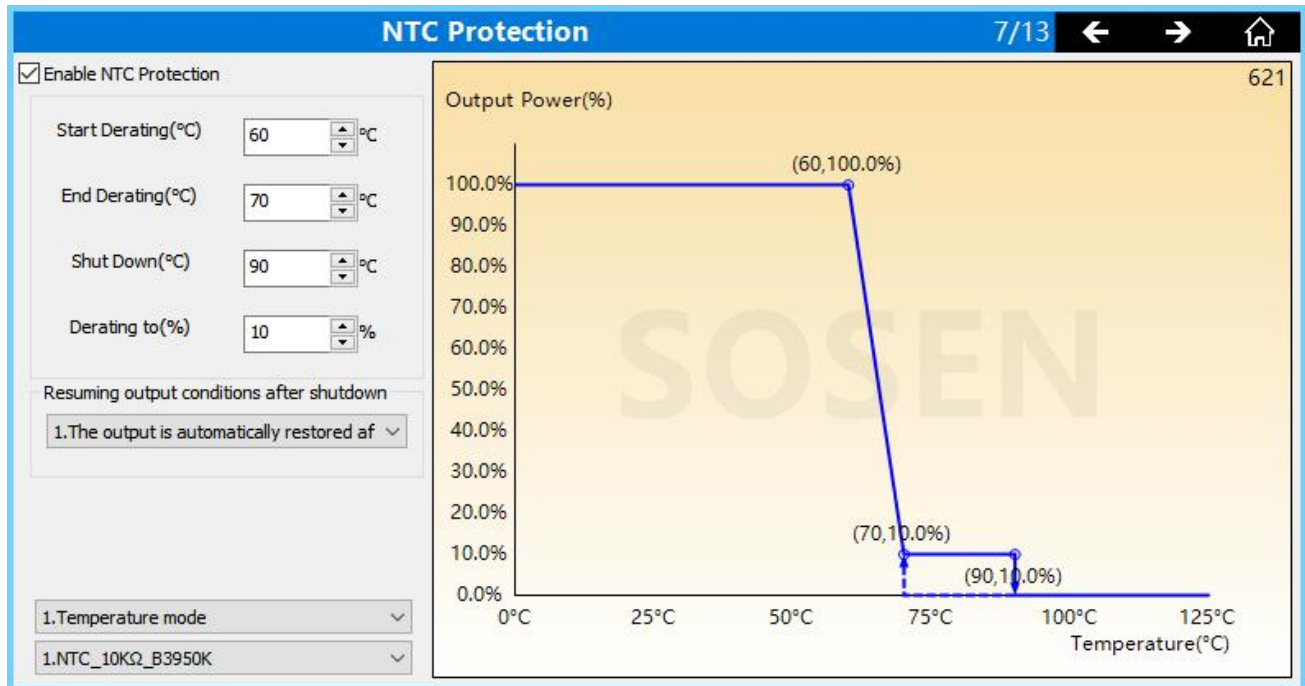 NTC Protection
7/13
Enable NTC Protection
Start Derating(°C) 60 °C
End Derating(°C) 70 °C
Shut Down(°C) 90 °C
Derating to(%) 10 %
Resuming output conditions after shutdown
1.The output is automatically restored af
1.Temperature mode
1.NTC_10KΩ_B3950K
621
Output Power(%)
(60,100.0%)
100.0%
90.0%
80.0%
70.0%
60.0%
50.0%
40.0%
30.0%
20.0%
10.0%
0.0%
SOSEN
(70,10.0%)
(90,10.0%)
0°C 25°C 50°C 75°C 100°C 125°C
Temperature(°C)